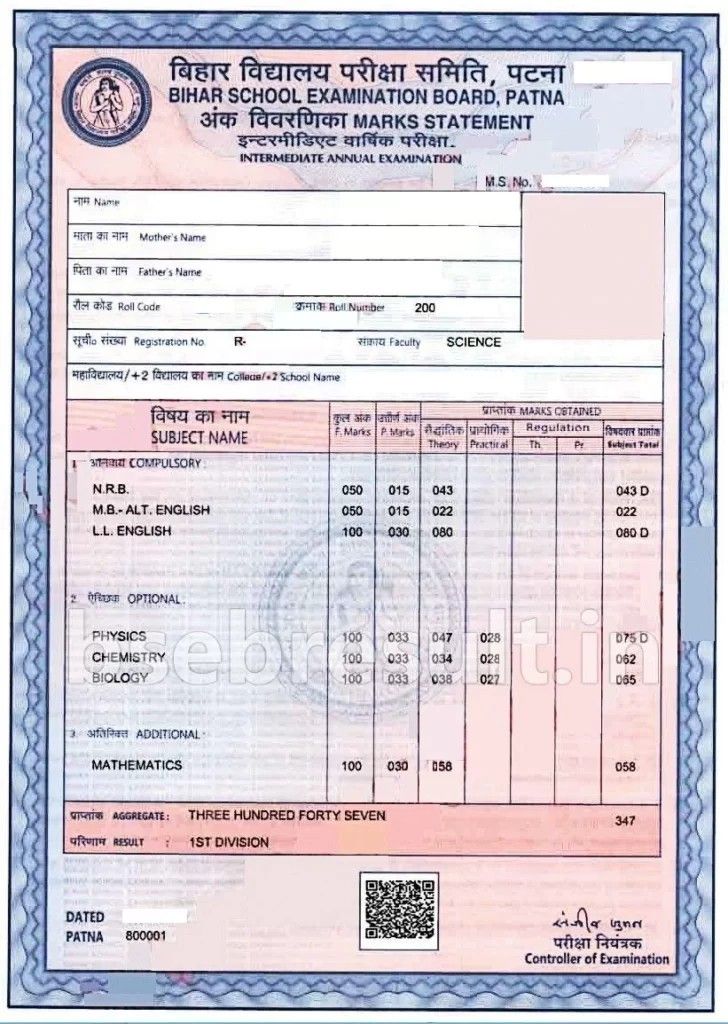 बिहार विद्यालय परीक्षा समिति, पटना
BIHAR SCHOOL EXAMINATION BOARD, PATNA
अंक विवरणिका MARKS STATEMENT
इन्टरमीडिएट वार्षिक परीक्षा.
INTERMEDIATE ANNUAL EXAMINATION
M.S. No.
नाम Name
माता का नाम Mother's Name
पिता का नाम Father's Name
रौल कोड Roll Code क्रमांक Roll Number 200
सूची० संख्या Registration No. R- संकाय Faculty SCIENCE
महाविद्यालय/+2 विद्यालय का नाम College/+2 School Name
विषय का नाम कुल अंक उत्तीर्ण अंक प्राप्तांक MARKS OBTAINED
SUBJECT NAME F. Marks P. Marks सैद्धांतिक प्रायोगिक Regulation विषयवार प्राप्तांक
Theory Practical Th. Pr. Subject Total
1. अनिवार्य COMPULSORY:
N.R.B. 050 015 043 043 D
M.B.- ALT. ENGLISH 050 015 022 022
L.L. ENGLISH 100 030 080 080 D
2. ऐच्छिक OPTIONAL:
PHYSICS 100 033 047 028 075 D
CHEMISTRY 100 033 034 028 062
BIOLOGY 100 033 038 027 065
bsebresult.in
3. अतिरिक्त ADDITIONAL:
MATHEMATICS 100 030 058 058
प्राप्तांक AGGREGATE: THREE HUNDRED FORTY SEVEN 347
परिणाम RESULT : 1ST DIVISION
DATED
PATNA 800001
परीक्षा नियंत्रक
Controller of Examination